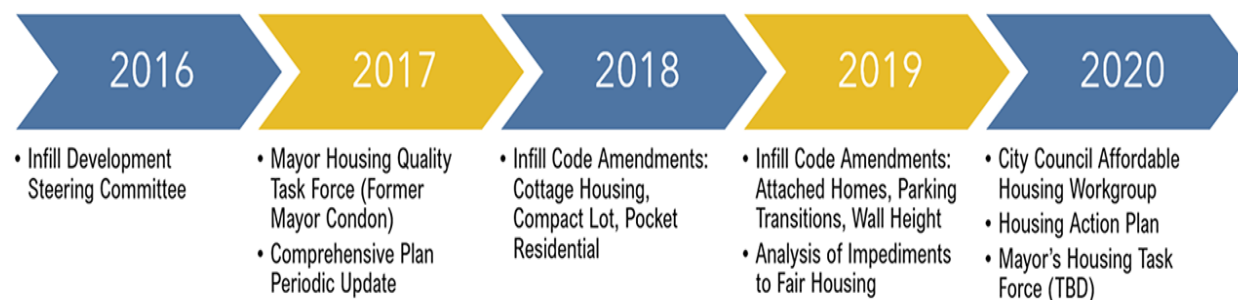 2016
2017
2018
2019
2020
• Infill Development
Steering Committee
• Mayor Housing Quality
Task Force (Former
Mayor Condon)
• Comprehensive Plan
Periodic Update
• Infill Code Amendments:
Cottage Housing,
Compact Lot, Pocket
Residential
• Infill Code Amendments:
Attached Homes, Parking
Transitions, Wall Height
• Analysis of Impediments
to Fair Housing
• City Council Affordable
Housing Workgroup
• Housing Action Plan
• Mayor's Housing Task
Force (TBD)